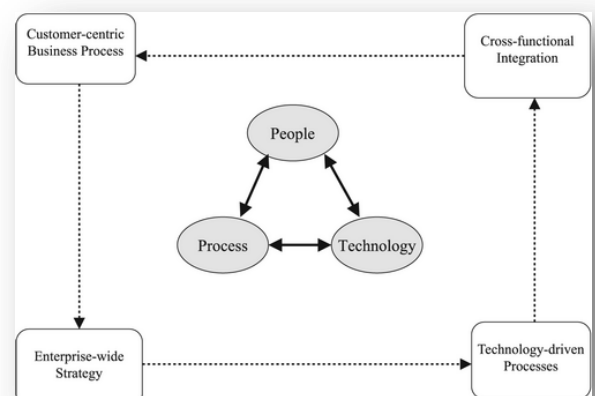 Customer-centric
Business Process
Cross-functional
Integration
People
Process
Technology
Enterprise-wide
Strategy
Technology-driven
Processes